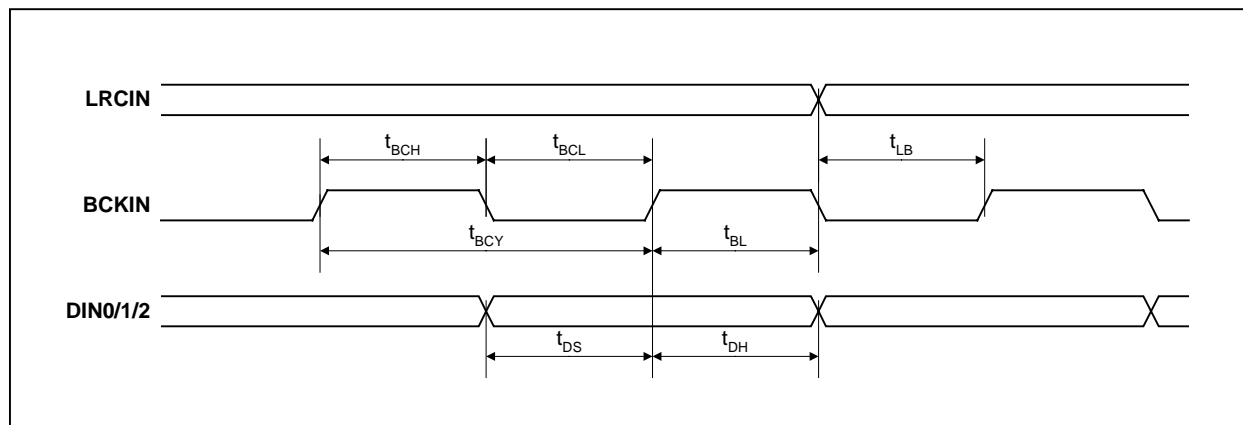 LRCIN
t_BCH t_BCL t_LB
BCKIN
t_BCY t_BL
DIN0/1/2
t_DS t_DH